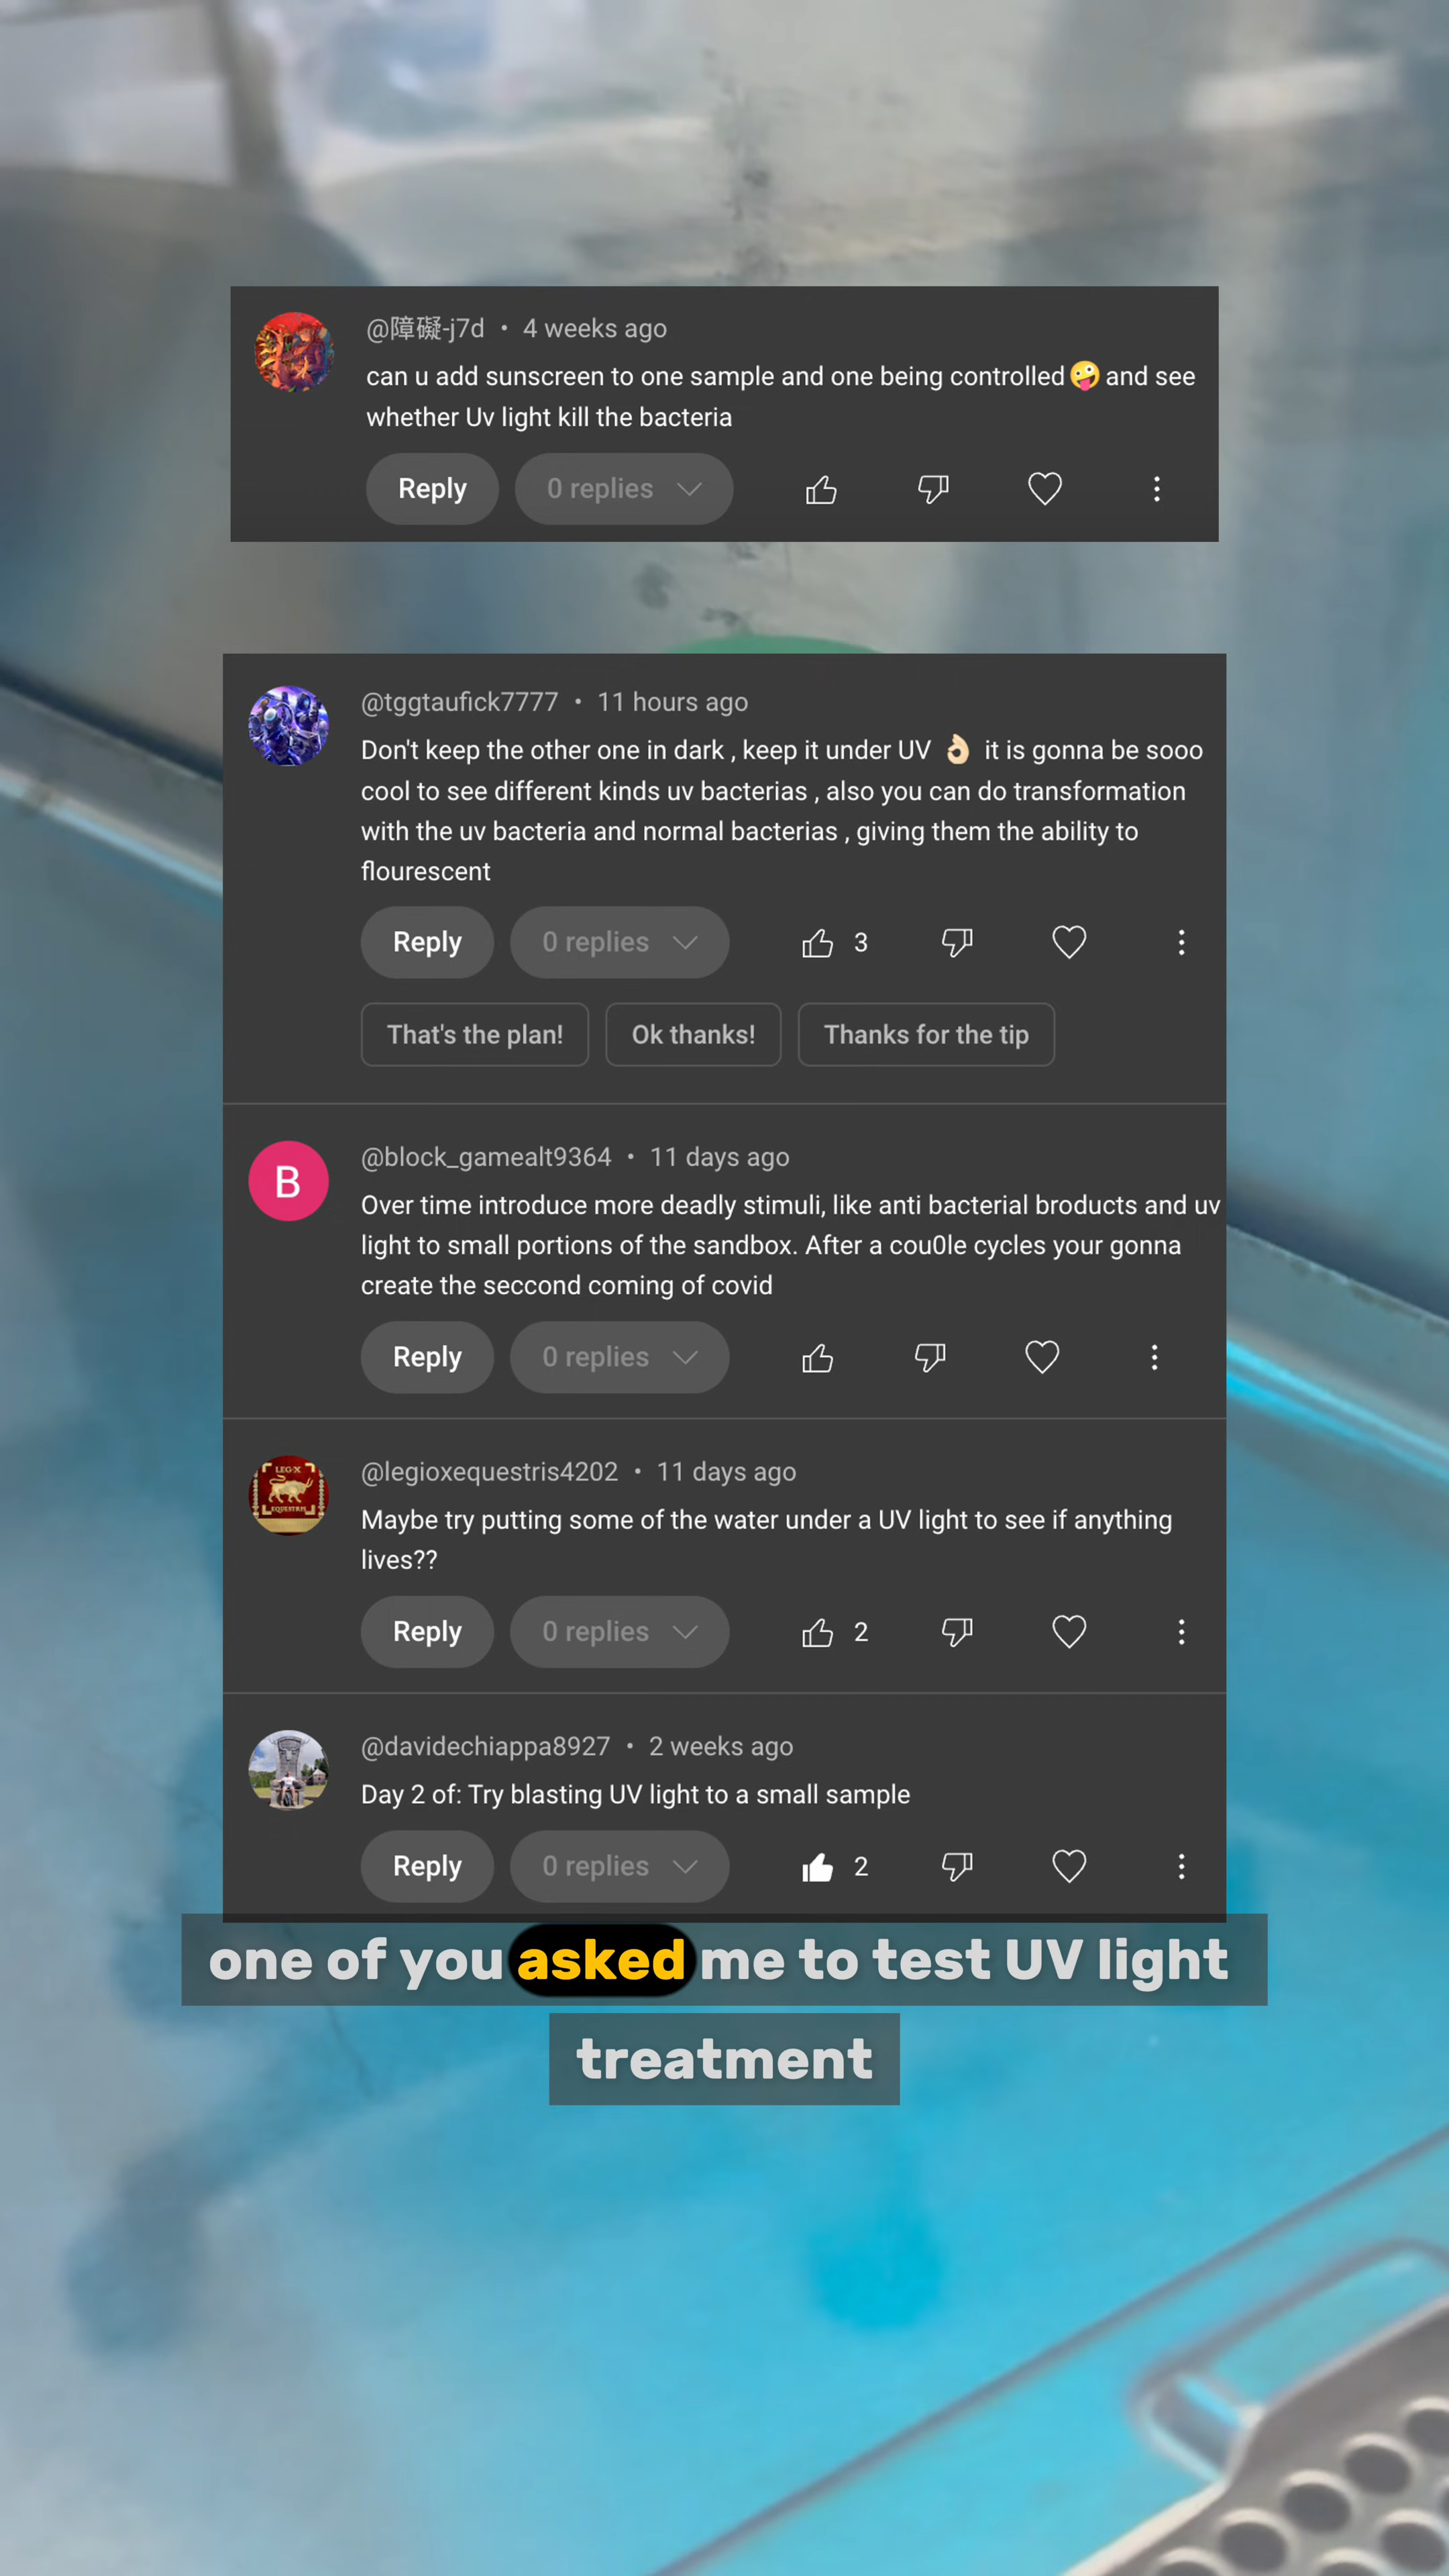 @障礙-j7d • 4 weeks ago
can u add sunscreen to one sample and one being controlled🤪and see
whether Uv light kill the bacteria
Reply
0 replies
@tggtaufick7777 • 11 hours ago
Don't keep the other one in dark , keep it under UV 👌🏻 it is gonna be sooo
cool to see different kinds uv bacterias , also you can do transformation
with the uv bacteria and normal bacterias , giving them the ability to
flourescent
Reply
0 replies
3
That's the plan!
Ok thanks!
Thanks for the tip
B
@block_gamealt9364 • 11 days ago
Over time introduce more deadly stimuli, like anti bacterial broducts and uv
light to small portions of the sandbox. After a cou0le cycles your gonna
create the seccond coming of covid
Reply
0 replies
LEG·X
EQUESTRIS
@legioxequestris4202 • 11 days ago
Maybe try putting some of the water under a UV light to see if anything
lives??
Reply
0 replies
2
@davidechiappa8927 • 2 weeks ago
Day 2 of: Try blasting UV light to a small sample
Reply
0 replies
2
one of you asked me to test UV light
treatment